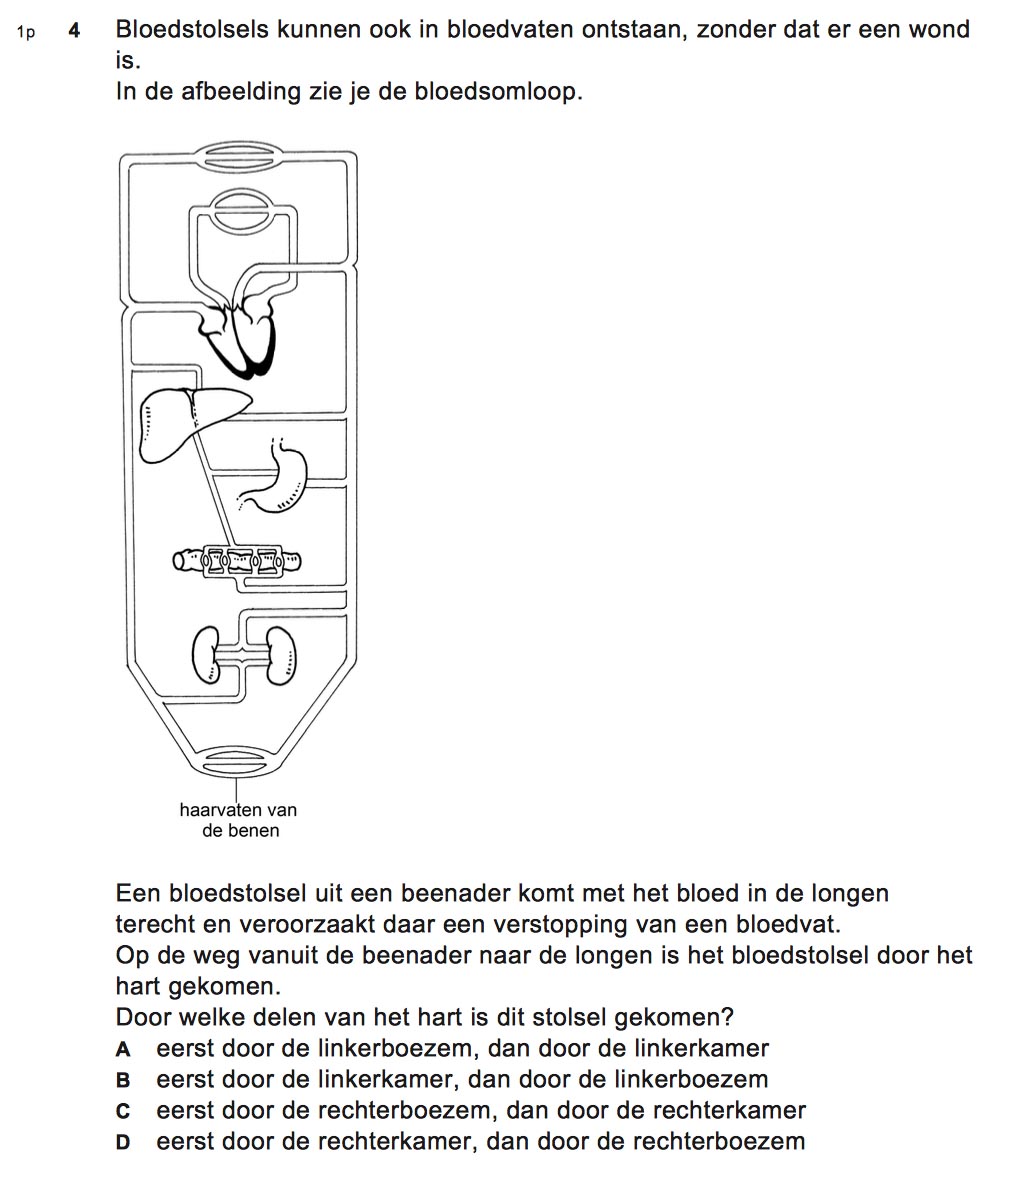 1p 4 Bloedstolsels kunnen ook in bloedvaten ontstaan, zonder dat er een wond
is.
In de afbeelding zie je de bloedsomloop.
haarvaten van
de benen
Een bloedstolsel uit een beenader komt met het bloed in de longen
terecht en veroorzaakt daar een verstopping van een bloedvat.
Op de weg vanuit de beenader naar de longen is het bloedstolsel door het
hart gekomen.
Door welke delen van het hart is dit stolsel gekomen?
A eerst door de linkerboezem, dan door de linkerkamer
B eerst door de linkerkamer, dan door de linkerboezem
C eerst door de rechterboezem, dan door de rechterkamer
D eerst door de rechterkamer, dan door de rechterboezem